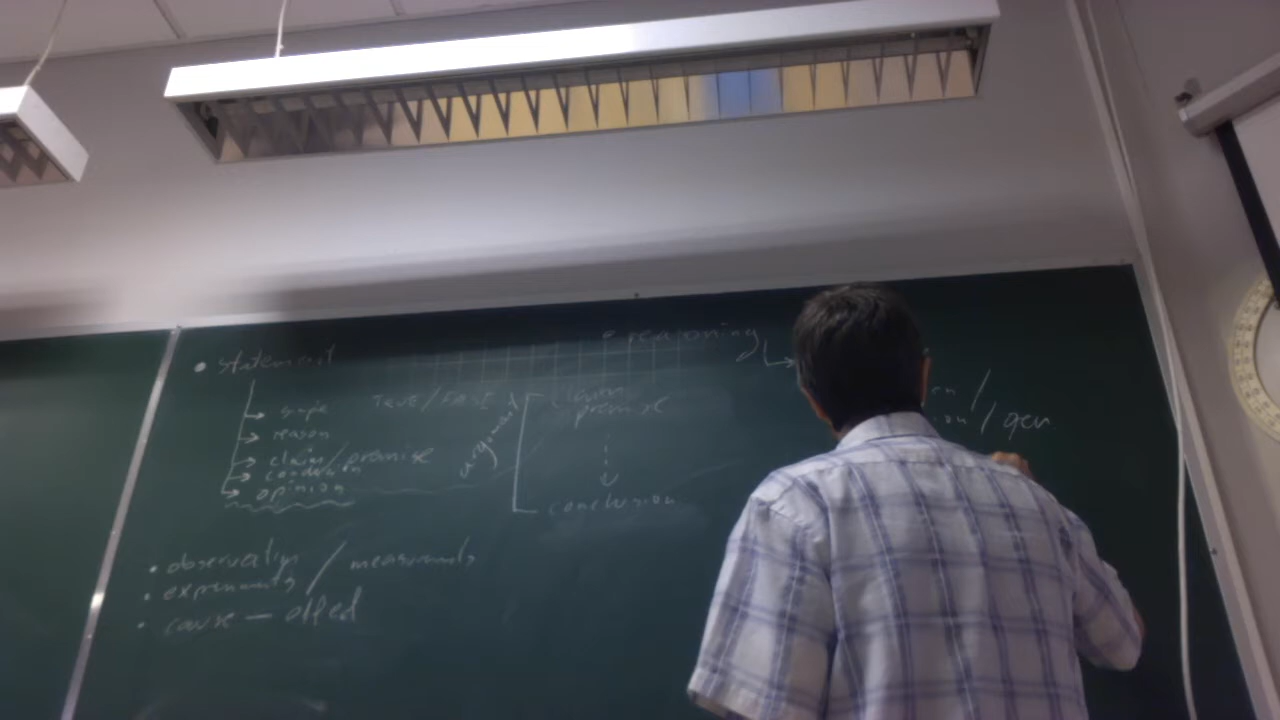 • statement
→ simple
→ reason
→ claim/premise
→ conclusion
→ opinion
True/False
argument
claim
premise
conclusion
• reasoning
/ gen
• observation / measurements
• experiments
• cause — effect